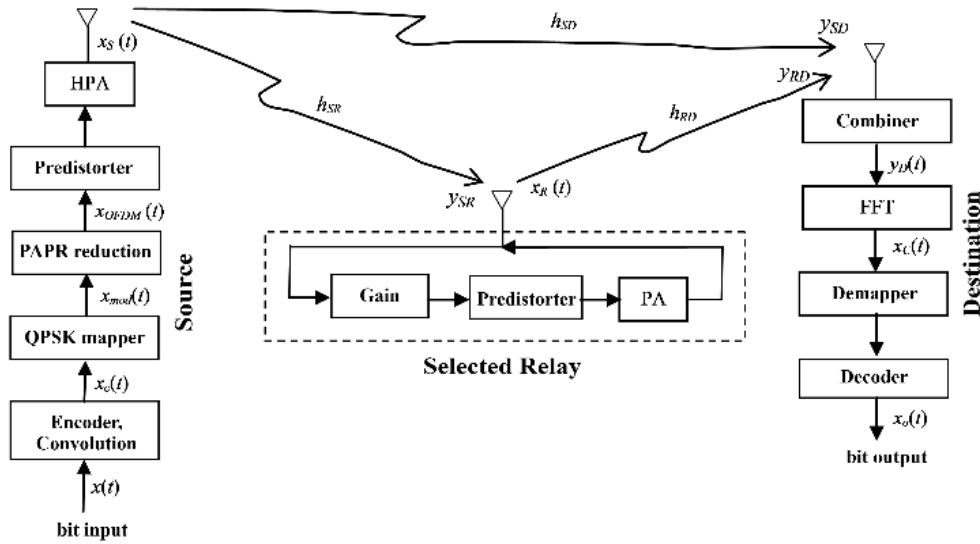 x_S (t)
HPA
Predistorter
x_OFDM (t)
PAPR reduction
x_mod(t)
QPSK mapper
x_c(t)
Encoder,
Convolution
x(t)
bit input
Source
h_SD
h_SR
h_RD
y_SR
x_R (t)
Gain
Predistorter
PA
Selected Relay
y_SD
y_RD
Combiner
y_D(t)
FFT
Demapper
Decoder
x_o(t)
bit output
Destination